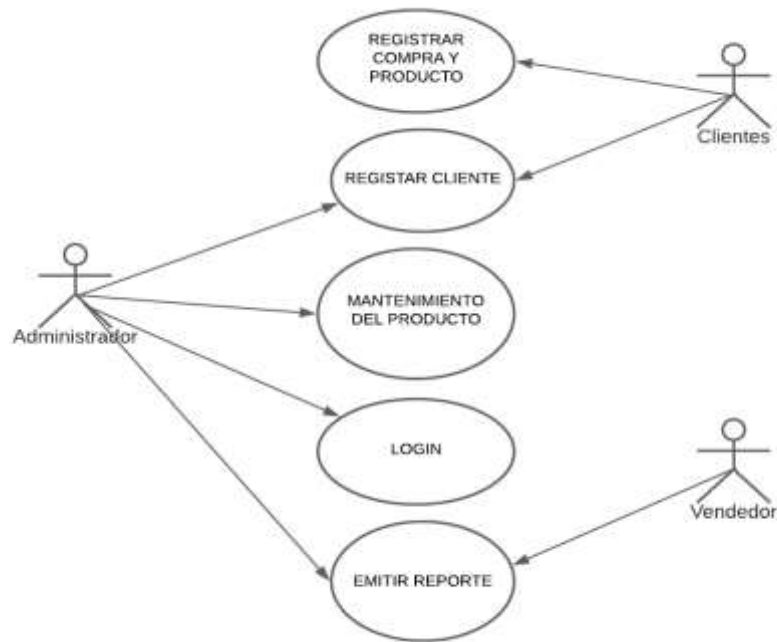 REGISTRAR
COMPRA Y
PRODUCTO
Clientes
REGISTAR CLIENTE
MANTENIMIENTO
DEL PRODUCTO
Administrador
LOGIN
Vendedor
EMITIR REPORTE